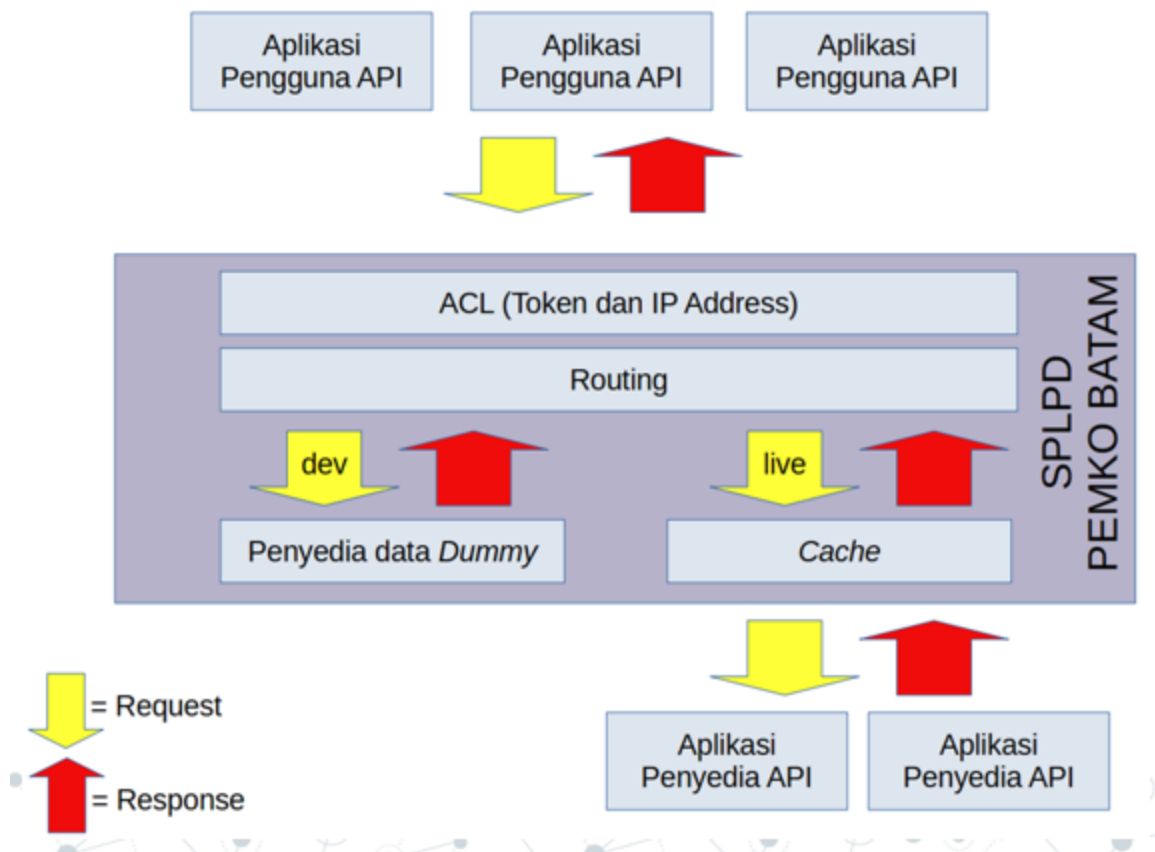 Aplikasi
Pengguna API
Aplikasi
Pengguna API
Aplikasi
Pengguna API
ACL (Token dan IP Address)
Routing
dev
live
Penyedia data Dummy
Cache
SPLPD
PEMKO BATAM
Aplikasi
Penyedia API
Aplikasi
Penyedia API
= Request
= Response